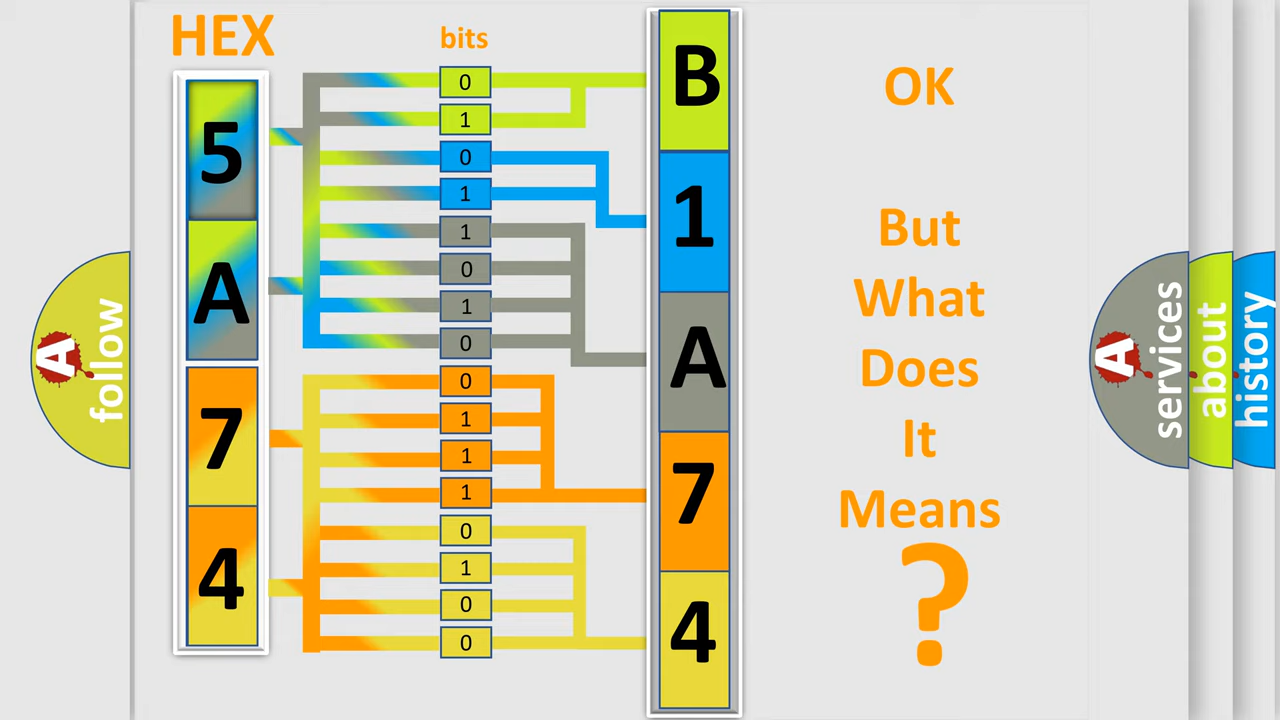 HEX
bits
5
A
7
4
0
1
0
1
1
0
1
0
0
1
1
1
0
1
0
0
B
1
A
7
4
OK
But
What
Does
It
Means
?
A
follow
A
services
about
history